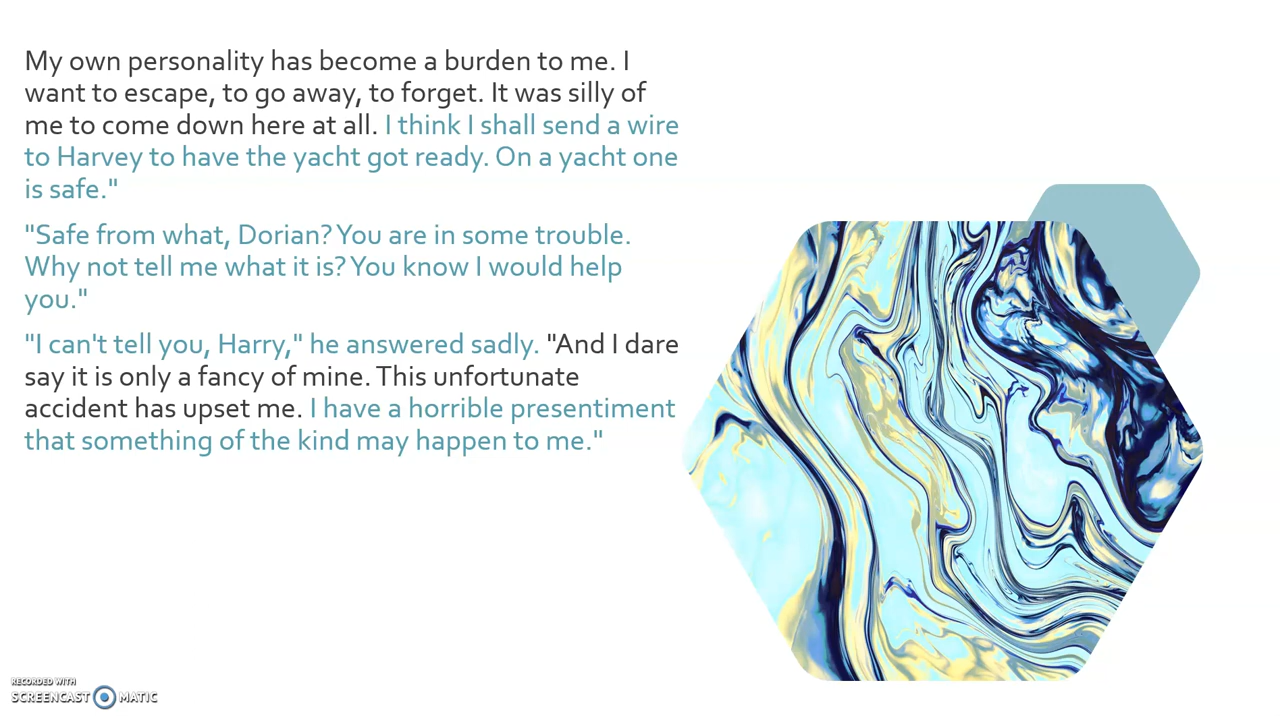 My own personality has become a burden to me. I
want to escape, to go away, to forget. It was silly of
me to come down here at all. I think I shall send a wire
to Harvey to have the yacht got ready. On a yacht one
is safe."
"Safe from what, Dorian? You are in some trouble.
Why not tell me what it is? You know I would help
you."
"I can't tell you, Harry," he answered sadly. "And I dare
say it is only a fancy of mine. This unfortunate
accident has upset me. I have a horrible presentiment
that something of the kind may happen to me."
RECORDED WITH
SCREENCAST MATIC